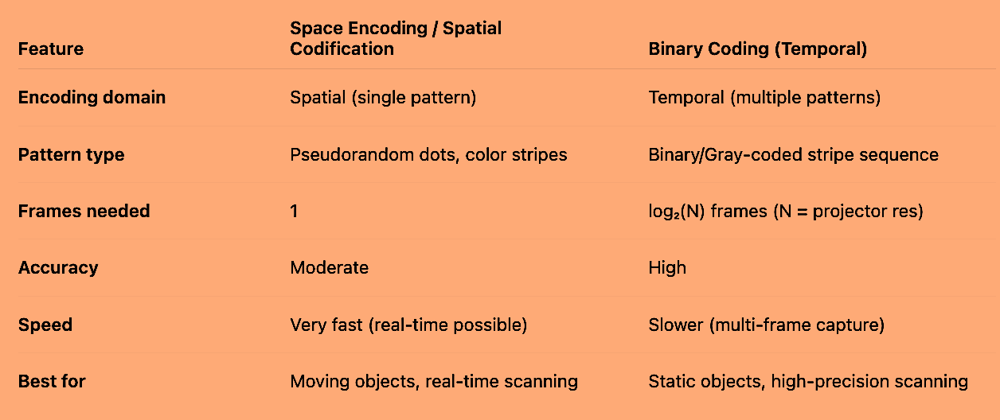 Feature Space Encoding / Spatial Codification Binary Coding (Temporal)
Encoding domain Spatial (single pattern) Temporal (multiple patterns)
Pattern type Pseudorandom dots, color stripes Binary/Gray-coded stripe sequence
Frames needed 1 log₂(N) frames (N = projector res)
Accuracy Moderate High
Speed Very fast (real-time possible) Slower (multi-frame capture)
Best for Moving objects, real-time scanning Static objects, high-precision scanning